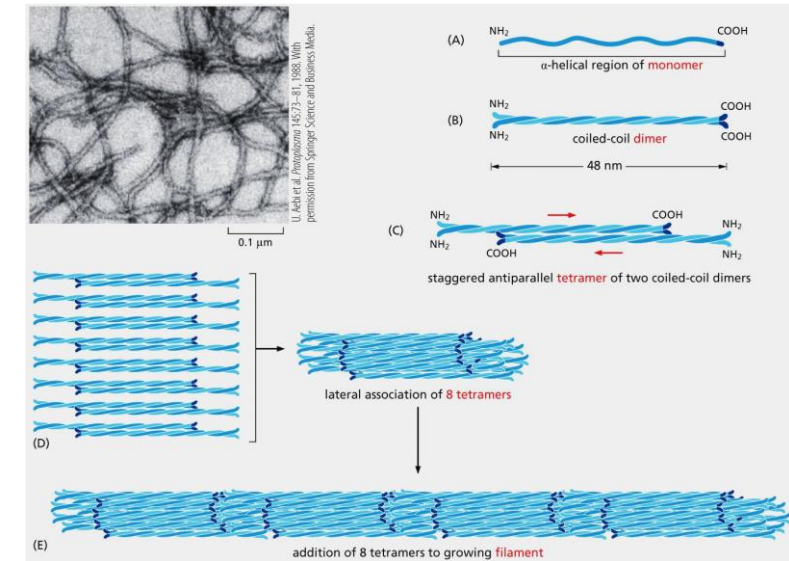 U. Aebi et al. Protoplasma 145:73–81, 1988. With
permission from Springer Science and Business Media.
0.1 µm
(A)
NH2
COOH
α-helical region of monomer
(B)
NH2
NH2
COOH
COOH
coiled-coil dimer
48 nm
(C)
NH2
NH2
COOH
COOH
NH2
NH2
staggered antiparallel tetramer of two coiled-coil dimers
(D)
lateral association of 8 tetramers
(E)
addition of 8 tetramers to growing filament